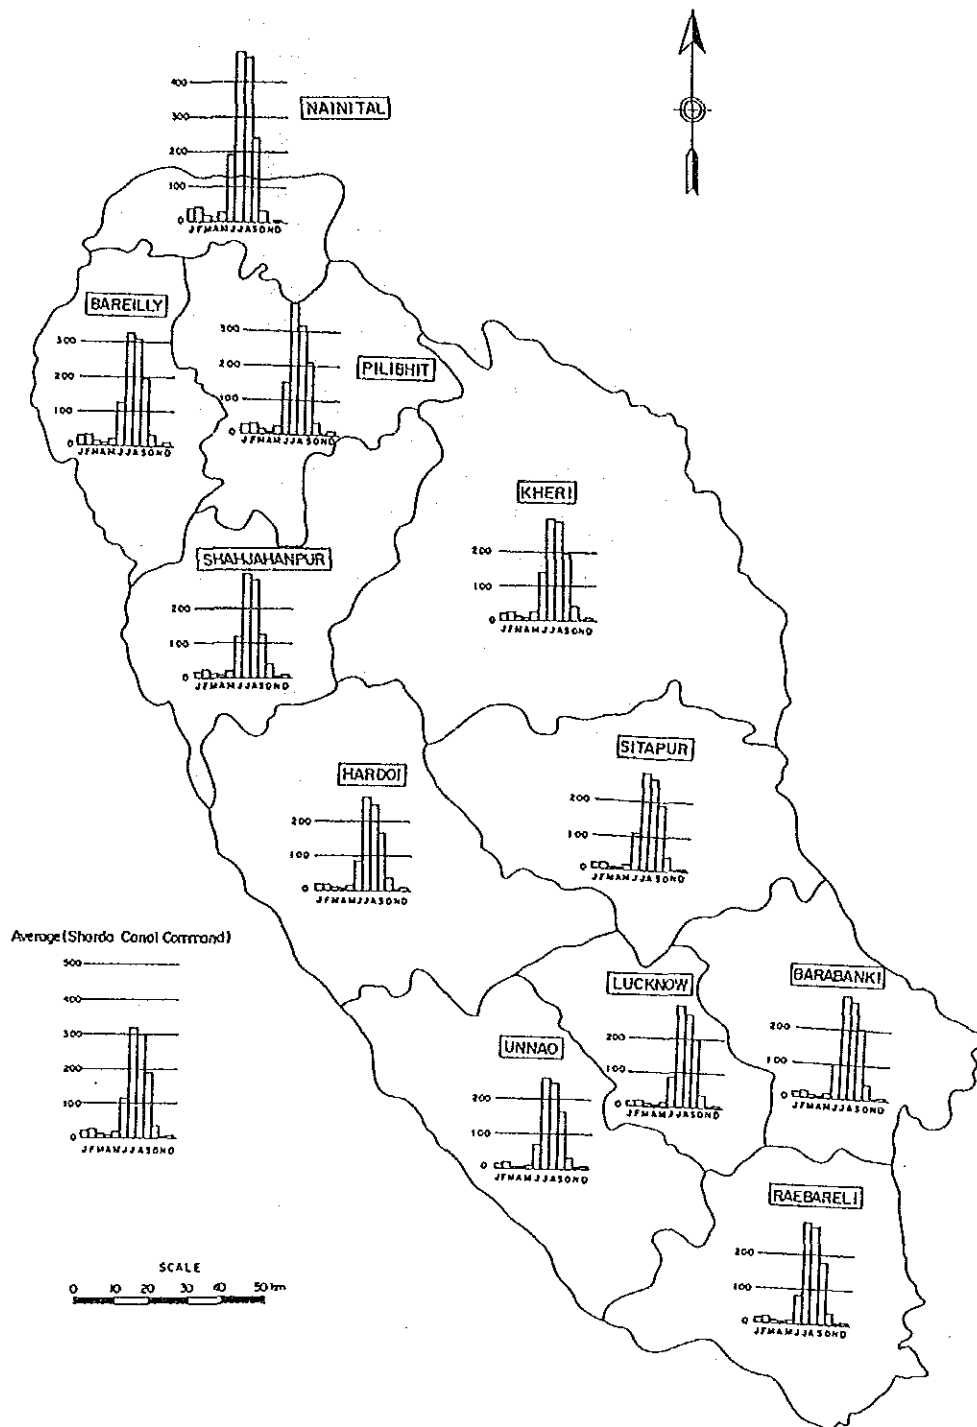 400
NAINITAL
300
200
100
0
JFMAMJJASOND
BAREILLY
300
200
100
0
JFMAMJJASOND
300
PILIBHIT
200
100
0
JFMAMJJASOND
KHERI
200
100
0
JFMAMJJASOND
SHAHJAHANPUR
200
100
0
JFMAMJJASOND
SITAPUR
200
100
0
JFMAMJJASOND
HARDOI
200
100
0
JFMAMJJASOND
Average (Sharda Canal Command)
500
400
300
200
100
0
JFMAMJJASOND
LUCKNOW
200
100
0
JFMAMJJASOND
BARABANKI
200
100
0
JFMAMJJASOND
UNNAO
200
100
0
JFMAMJJASOND
RAEBARELI
200
100
0
JFMAMJJASOND
SCALE
0 10 20 30 40 50 km